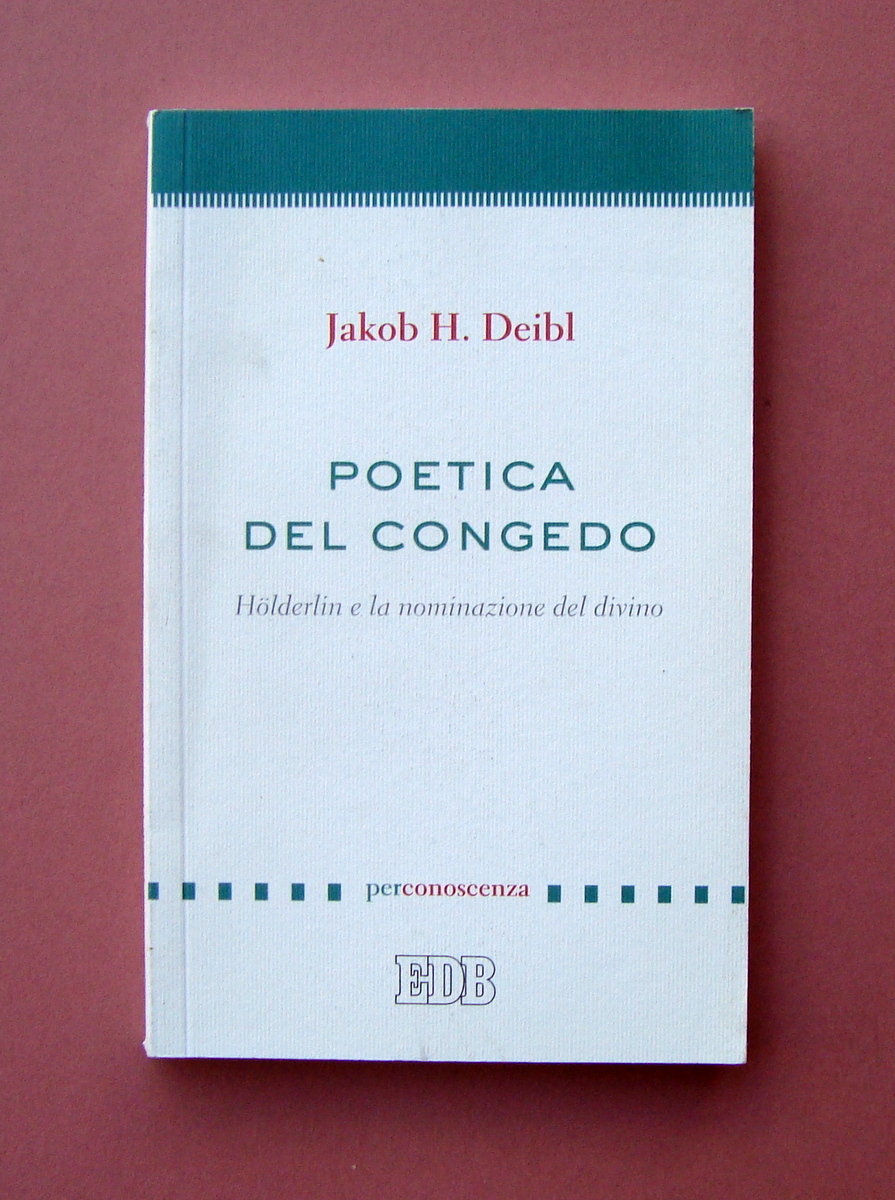 Jakob H. Deibl
POETICA
DEL CONGEDO
Hölderlin e la nominazione del divino
perconoscenza
EDB